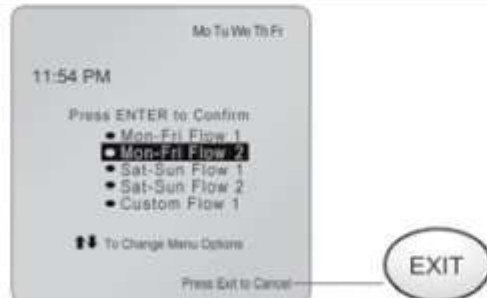 Mo Tu We Th Fr
11:54 PM
Press ENTER to Confirm
Mon-Fri Flow 1
Mon-Fri Flow 2
Sat-Sun Flow 1
Sat-Sun Flow 2
Custom Flow 1
To Change Menu Options
Press Exit to Cancel
EXIT